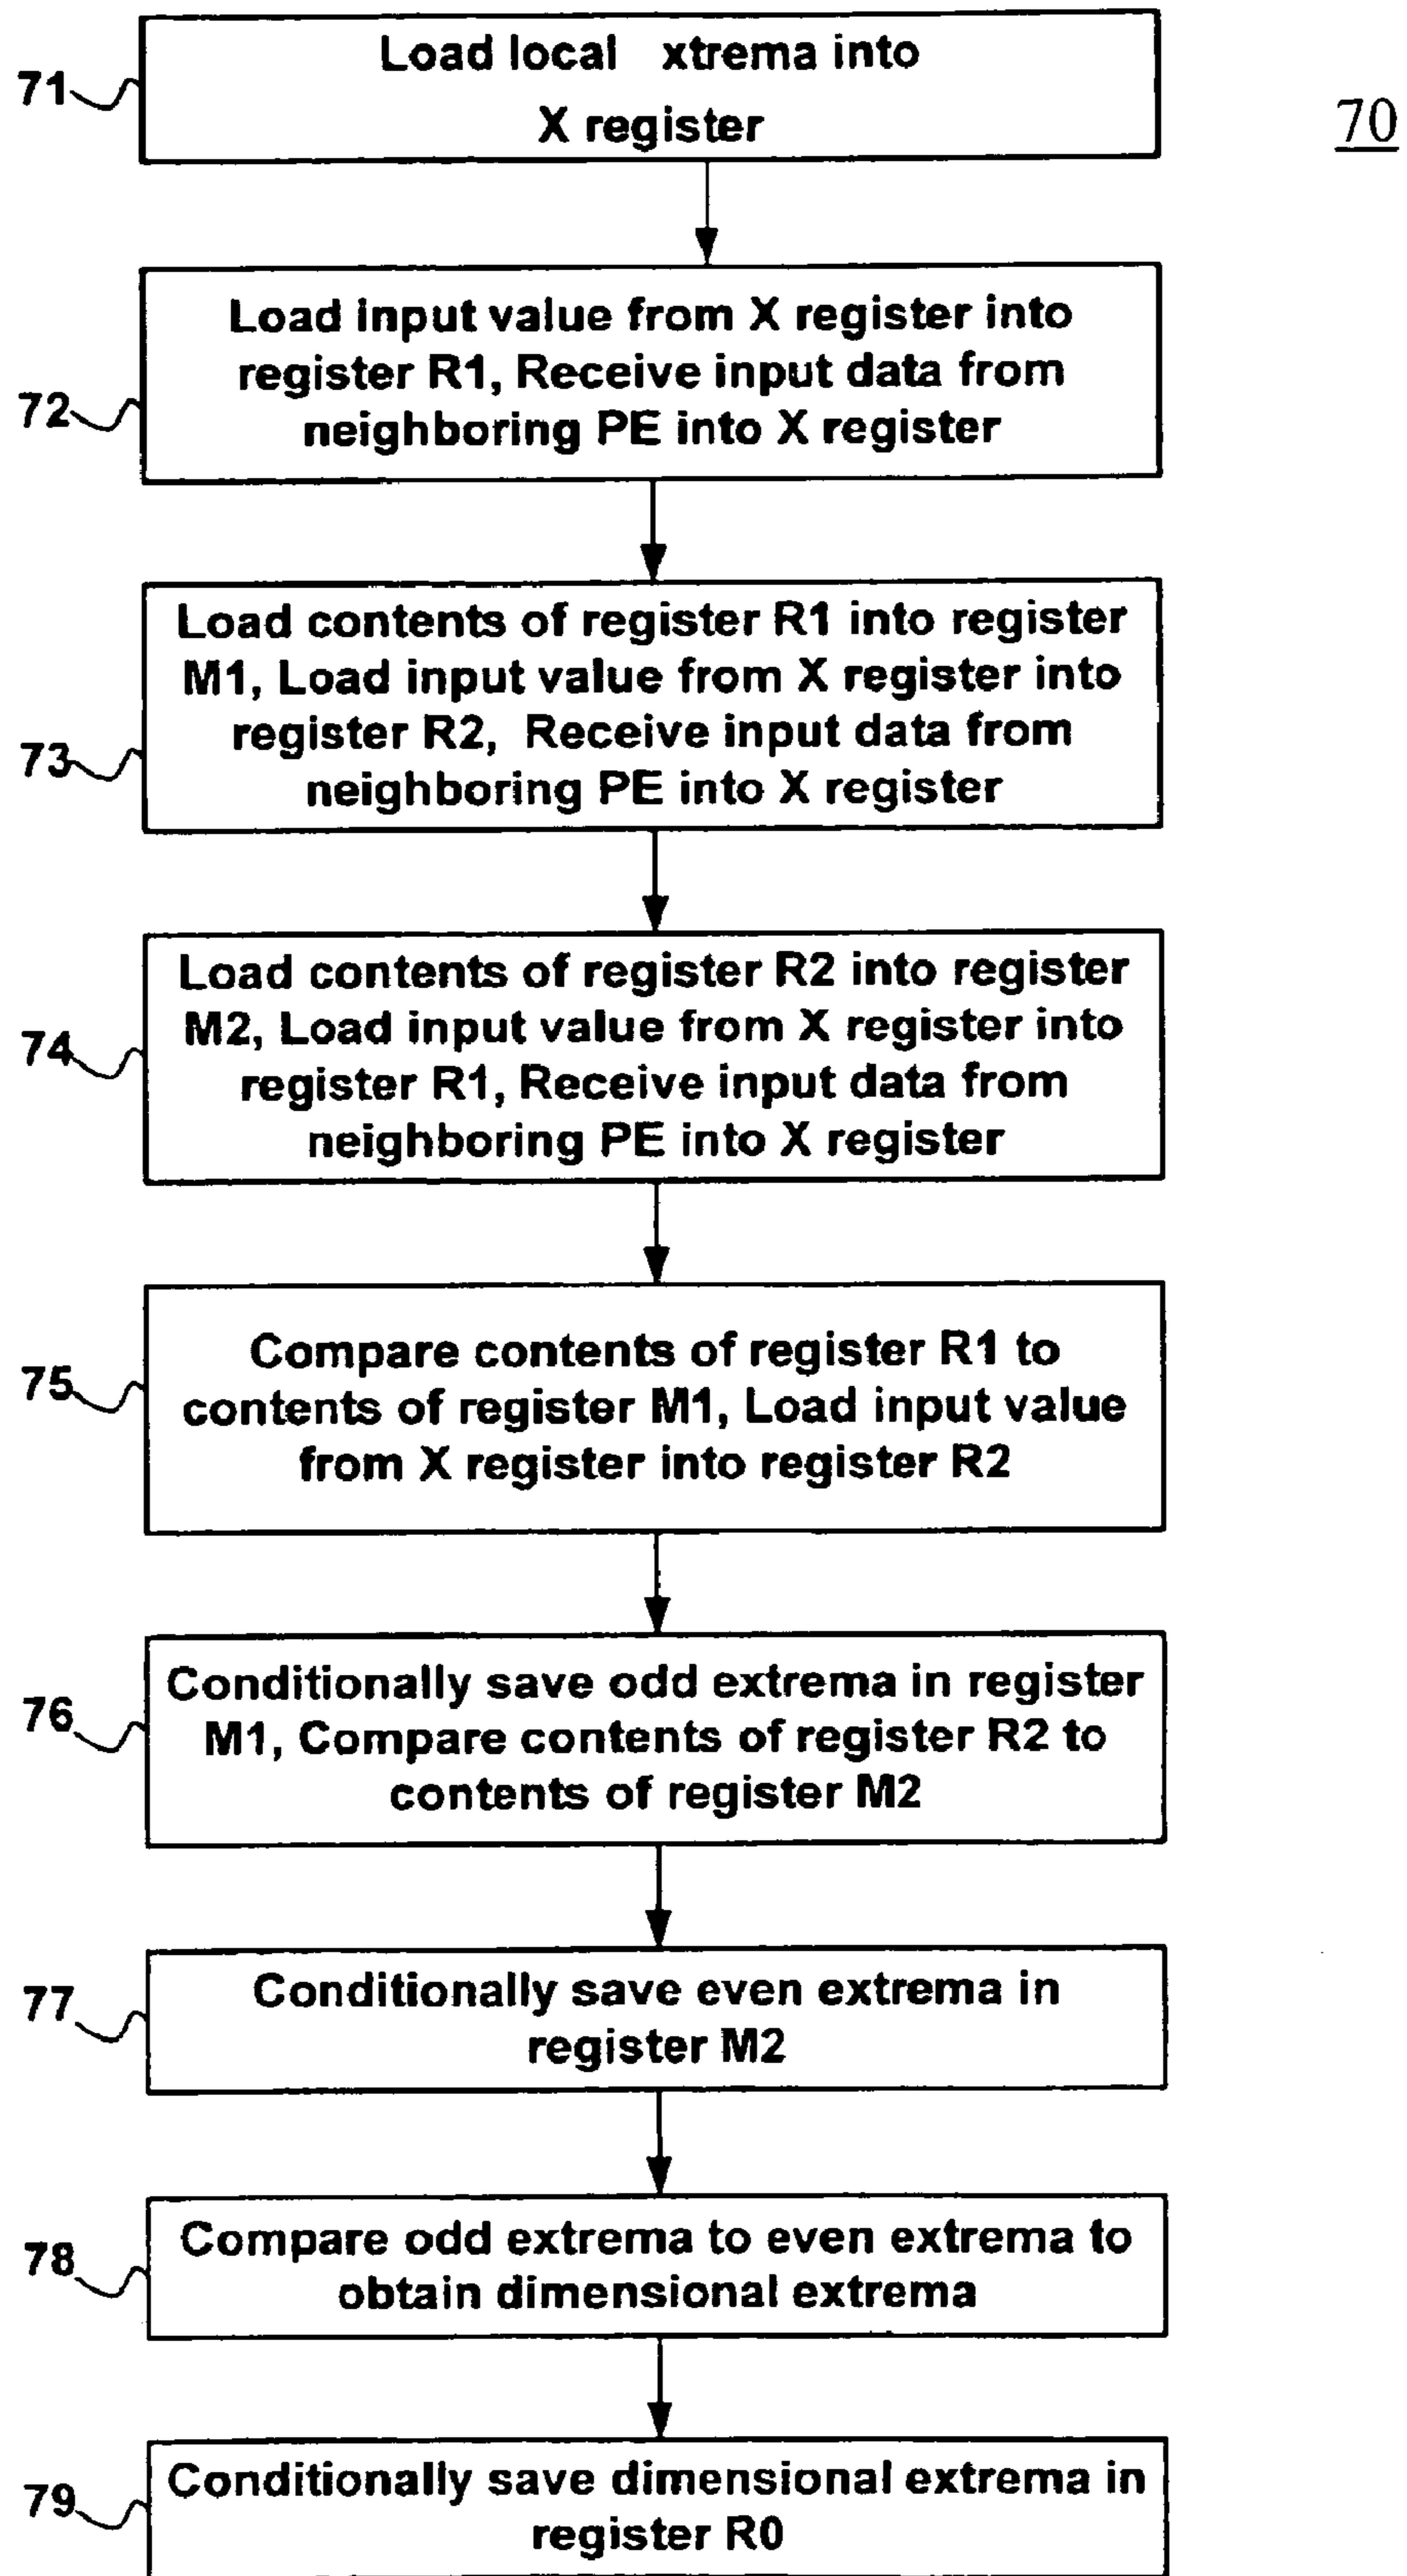 Load local xtrema into
X register
71
70
Load input value from X register into
register R1, Receive input data from
neighboring PE into X register
72
Load contents of register R1 into register
M1, Load input value from X register into
register R2, Receive input data from
neighboring PE into X register
73
Load contents of register R2 into register
M2, Load input value from X register into
register R1, Receive input data from
neighboring PE into X register
74
Compare contents of register R1 to
contents of register M1, Load input value
from X register into register R2
75
Conditionally save odd extrema in register
M1, Compare contents of register R2 to
contents of register M2
76
Conditionally save even extrema in
register M2
77
Compare odd extrema to even extrema to
obtain dimensional extrema
78
Conditionally save dimensional extrema in
register R0
79